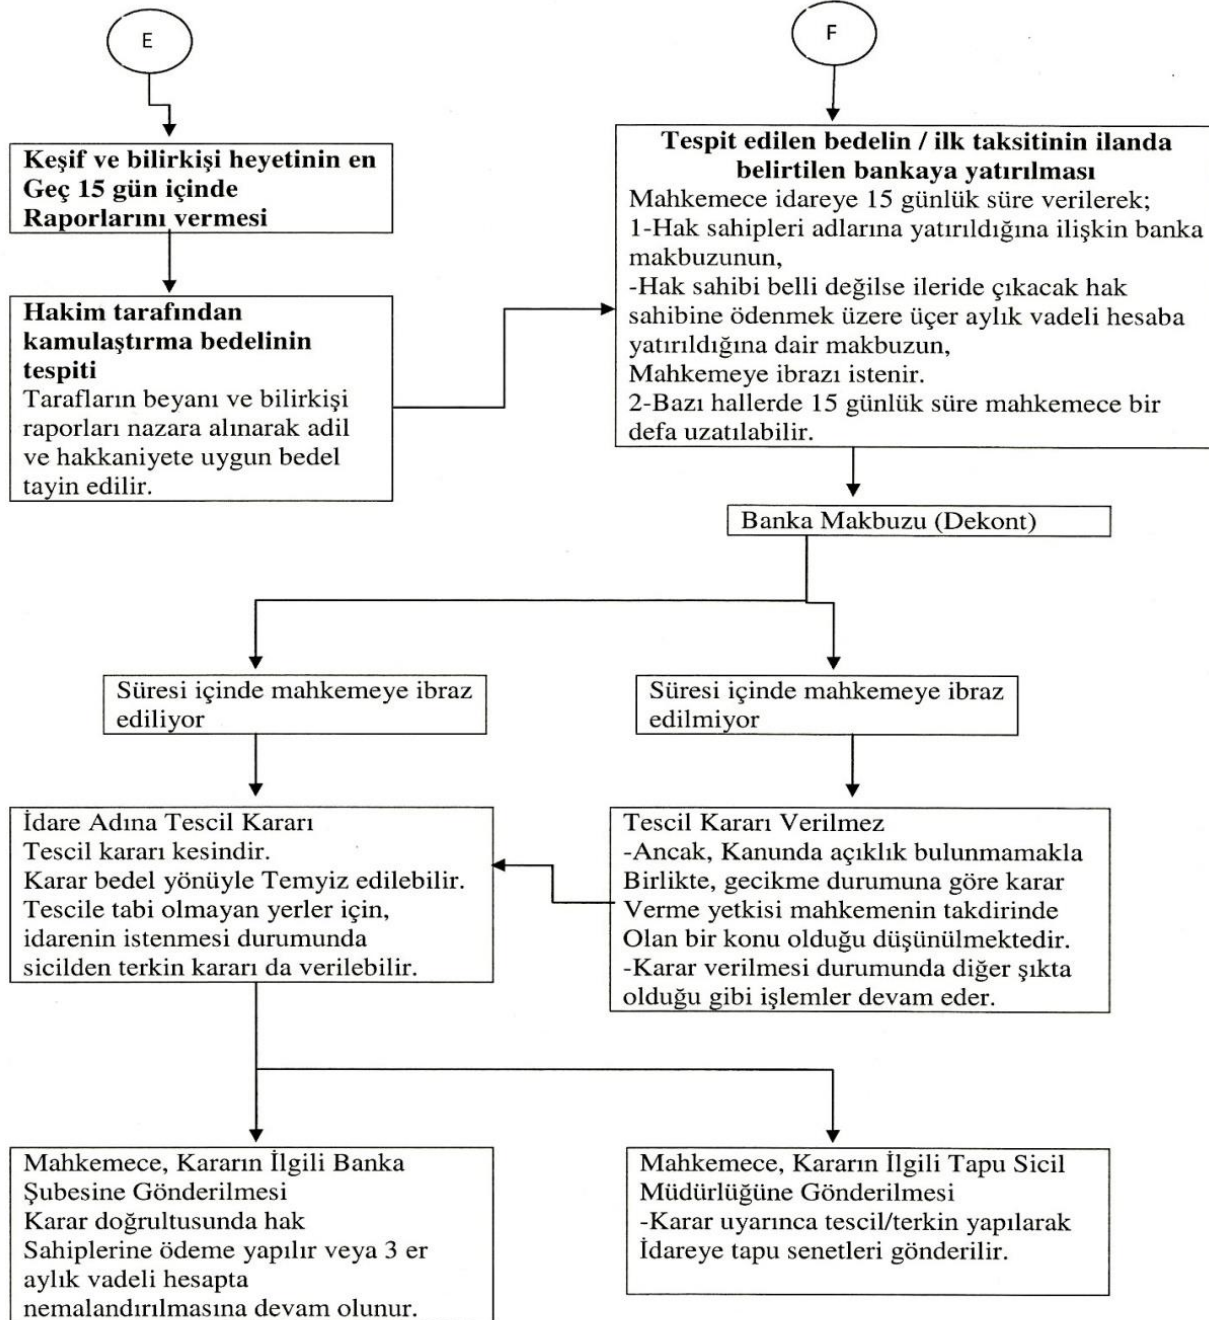 E
Keşif ve bilirkişi heyetinin en
Geç 15 gün içinde
Raporlarını vermesi
Hakim tarafından
kamulaştırma bedelinin
tespiti
Tarafların beyanı ve bilirkişi
raporları nazara alınarak adil
ve hakkaniyete uygun bedel
tayin edilir.
F
Tespit edilen bedelin / ilk taksitinin ilanda
belirtilen bankaya yatırılması
Mahkemece idareye 15 günlük süre verilerek;
1-Hak sahipleri adlarına yatırıldığına ilişkin banka
makbuzunun,
-Hak sahibi belli değilse ileride çıkacak hak
sahibine ödenmek üzere üçer aylık vadeli hesaba
yatırıldığına dair makbuzun,
Mahkemeye ibrazı istenir.
2-Bazı hallerde 15 günlük süre mahkemece bir
defa uzatılabilir.
Banka Makbuzu (Dekont)
Süresi içinde mahkemeye ibraz
ediliyor
Süresi içinde mahkemeye ibraz
edilmiyor
İdare Adına Tescil Kararı
Tescil kararı kesindir.
Karar bedel yönüyle Temyiz edilebilir.
Tescile tabi olmayan yerler için,
idarenin istenmesi durumunda
sicilden terkin kararı da verilebilir.
Tescil Kararı Verilmez
-Ancak, Kanunda açıklık bulunmamakla
Birlikte, gecikme durumuna göre karar
Verme yetkisi mahkemenin takdirinde
Olan bir konu olduğu düşünülmektedir.
-Karar verilmesi durumunda diğer şıkta
olduğu gibi işlemler devam eder.
Mahkemece, Kararın İlgili Banka
Şubesine Gönderilmesi
Karar doğrultusunda hak
Sahiplerine ödeme yapılır veya 3 er
aylık vadeli hesapta
nemalandırılmasına devam olunur.
Mahkemece, Kararın İlgili Tapu Sicil
Müdürlüğüne Gönderilmesi
-Karar uyarınca tescil/terkin yapılarak
İdareye tapu senetleri gönderilir.